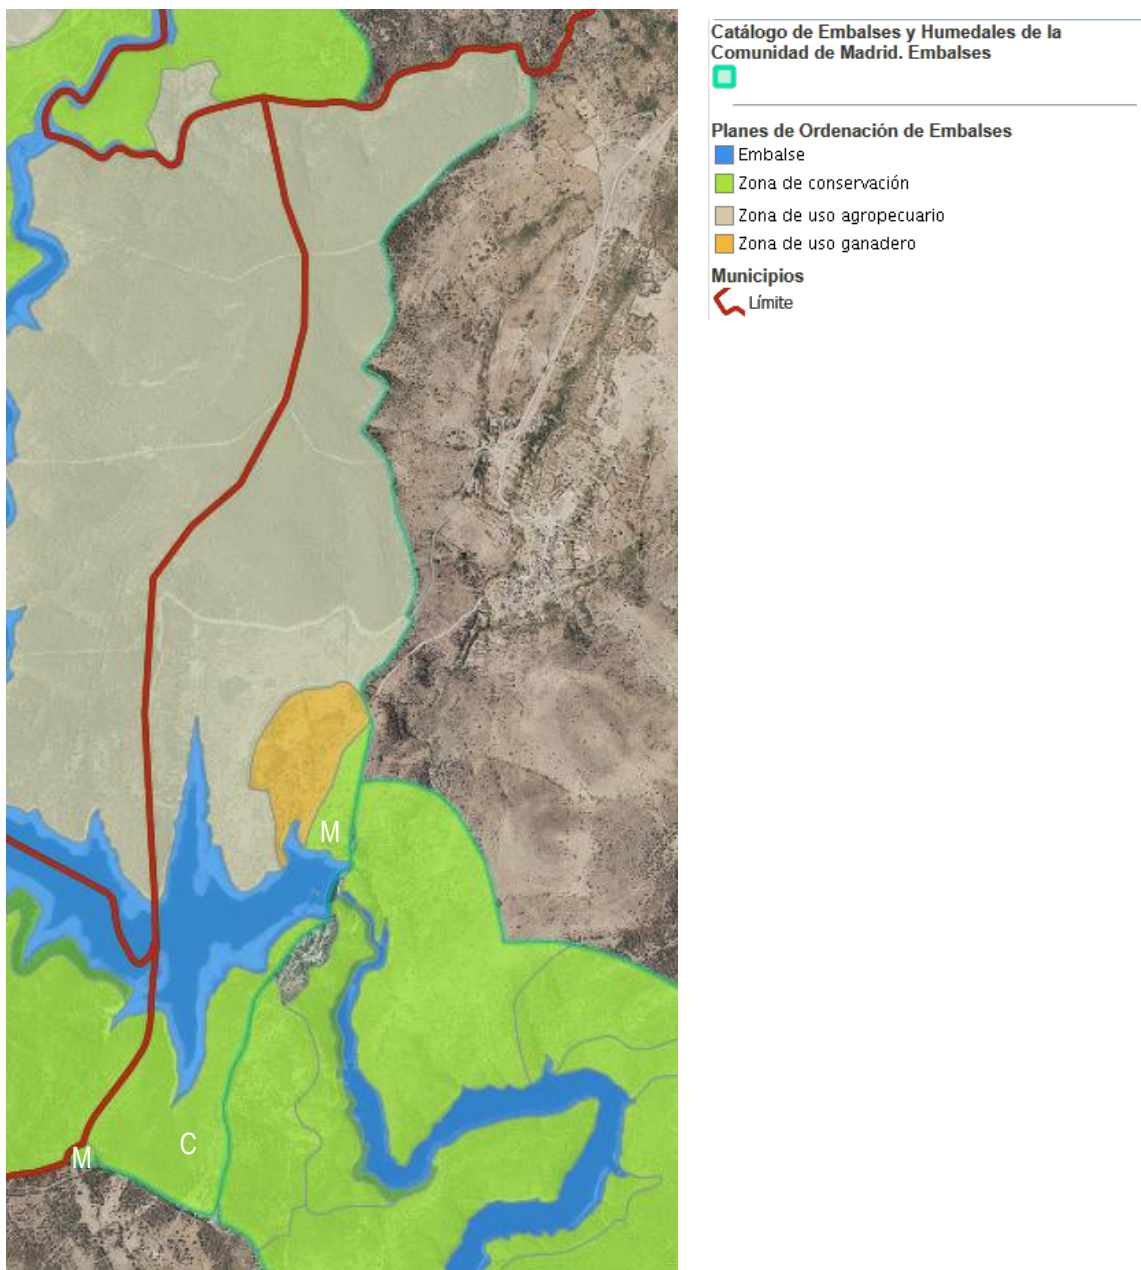 Catálogo de Embalses y Humedales de la
Comunidad de Madrid. Embalses
Planes de Ordenación de Embalses
Embalse
Zona de conservación
Zona de uso agropecuario
Zona de uso ganadero
Municipios
Límite
M
C
M